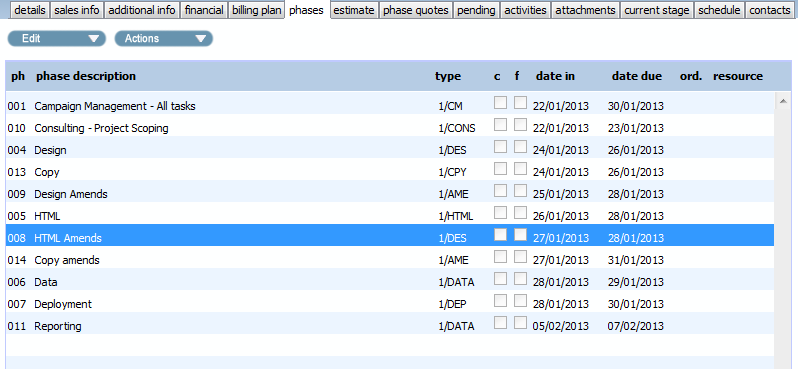 details sales info additional info financial billing plan phases estimate phase quotes pending activities attachments current stage schedule contacts
Edit Actions
ph phase description type c f date in date due ord. resource
001 Campaign Management - All tasks 1/CM 22/01/2013 30/01/2013
010 Consulting - Project Scoping 1/CONS 22/01/2013 23/01/2013
004 Design 1/DES 24/01/2013 26/01/2013
013 Copy 1/CPY 24/01/2013 26/01/2013
009 Design Amends 1/AME 25/01/2013 28/01/2013
005 HTML 1/HTML 26/01/2013 28/01/2013
008 HTML Amends 1/DES 27/01/2013 28/01/2013
014 Copy amends 1/AME 27/01/2013 31/01/2013
006 Data 1/DATA 28/01/2013 29/01/2013
007 Deployment 1/DEP 28/01/2013 30/01/2013
011 Reporting 1/DATA 05/02/2013 07/02/2013